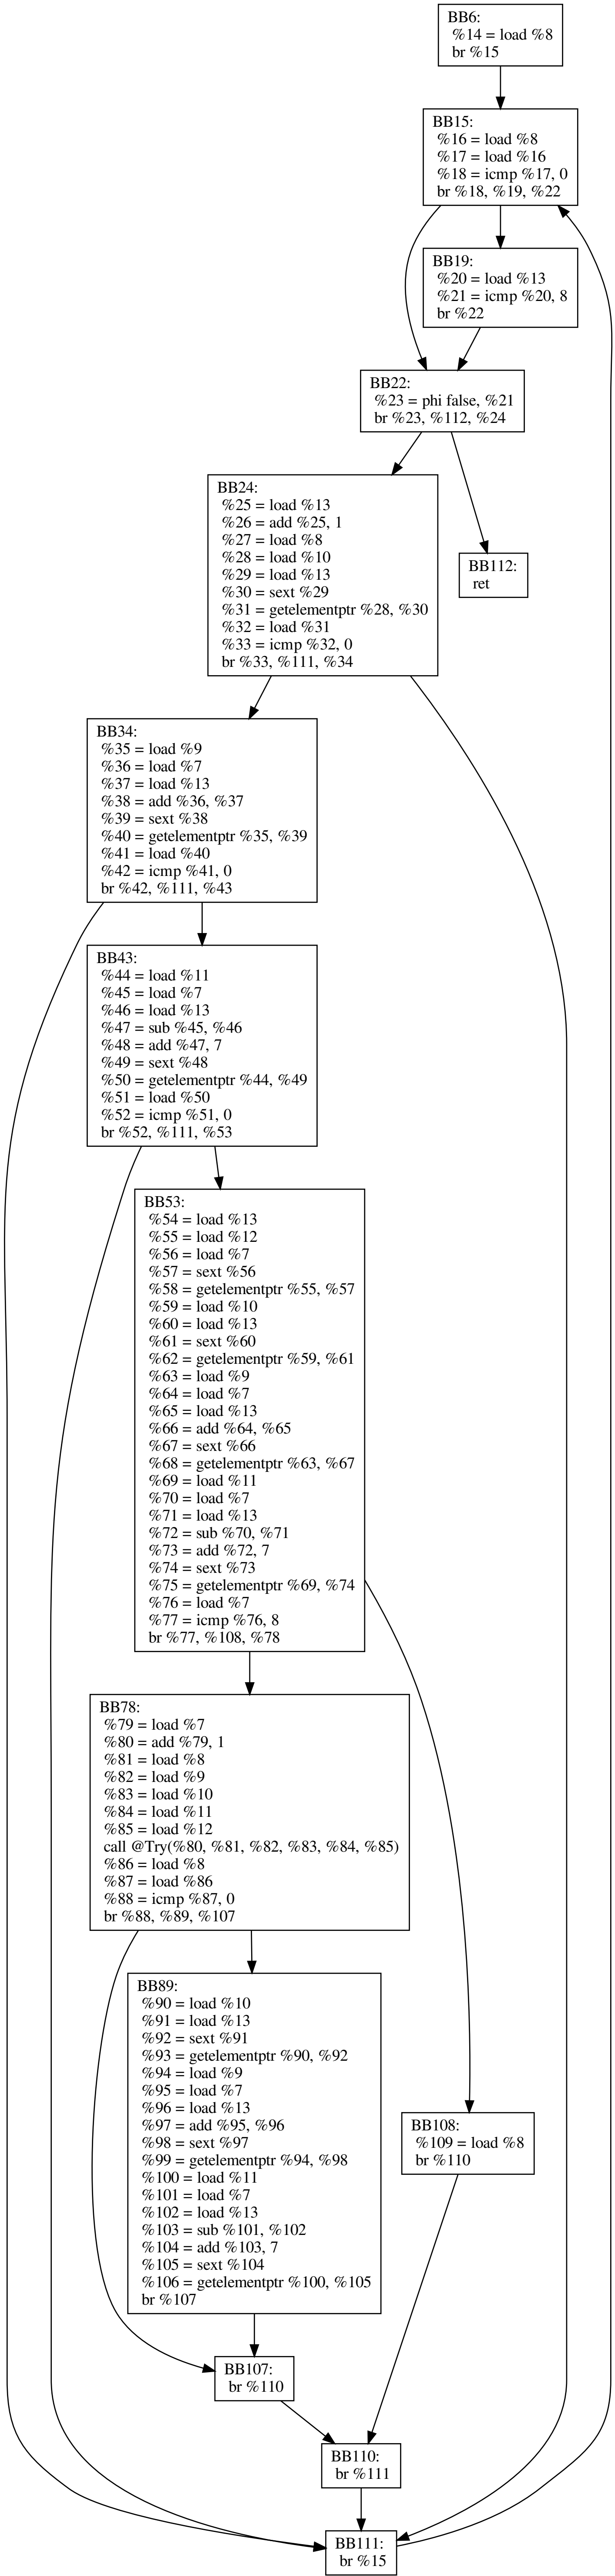 BB6:
%14 = load %8
br %15
BB15:
%16 = load %8
%17 = load %16
%18 = icmp %17, 0
br %18, %19, %22
BB19:
%20 = load %13
%21 = icmp %20, 8
br %22
BB22:
%23 = phi false, %21
br %23, %112, %24
BB24:
%25 = load %13
%26 = add %25, 1
%27 = load %8
%28 = load %10
%29 = load %13
%30 = sext %29
%31 = getelementptr %28, %30
%32 = load %31
%33 = icmp %32, 0
br %33, %111, %34
BB112:
ret
BB34:
%35 = load %9
%36 = load %7
%37 = load %13
%38 = add %36, %37
%39 = sext %38
%40 = getelementptr %35, %39
%41 = load %40
%42 = icmp %41, 0
br %42, %111, %43
BB43:
%44 = load %11
%45 = load %7
%46 = load %13
%47 = sub %45, %46
%48 = add %47, 7
%49 = sext %48
%50 = getelementptr %44, %49
%51 = load %50
%52 = icmp %51, 0
br %52, %111, %53
BB53:
%54 = load %13
%55 = load %12
%56 = load %7
%57 = sext %56
%58 = getelementptr %55, %57
%59 = load %10
%60 = load %13
%61 = sext %60
%62 = getelementptr %59, %61
%63 = load %9
%64 = load %7
%65 = load %13
%66 = add %64, %65
%67 = sext %66
%68 = getelementptr %63, %67
%69 = load %11
%70 = load %7
%71 = load %13
%72 = sub %70, %71
%73 = add %72, 7
%74 = sext %73
%75 = getelementptr %69, %74
%76 = load %7
%77 = icmp %76, 8
br %77, %108, %78
BB78:
%79 = load %7
%80 = add %79, 1
%81 = load %8
%82 = load %9
%83 = load %10
%84 = load %11
%85 = load %12
call @Try(%80, %81, %82, %83, %84, %85)
%86 = load %8
%87 = load %86
%88 = icmp %87, 0
br %88, %89, %107
BB89:
%90 = load %10
%91 = load %13
%92 = sext %91
%93 = getelementptr %90, %92
%94 = load %9
%95 = load %7
%96 = load %13
%97 = add %95, %96
%98 = sext %97
%99 = getelementptr %94, %98
%100 = load %11
%101 = load %7
%102 = load %13
%103 = sub %101, %102
%104 = add %103, 7
%105 = sext %104
%106 = getelementptr %100, %105
br %107
BB108:
%109 = load %8
br %110
BB107:
br %110
BB110:
br %111
BB111:
br %15